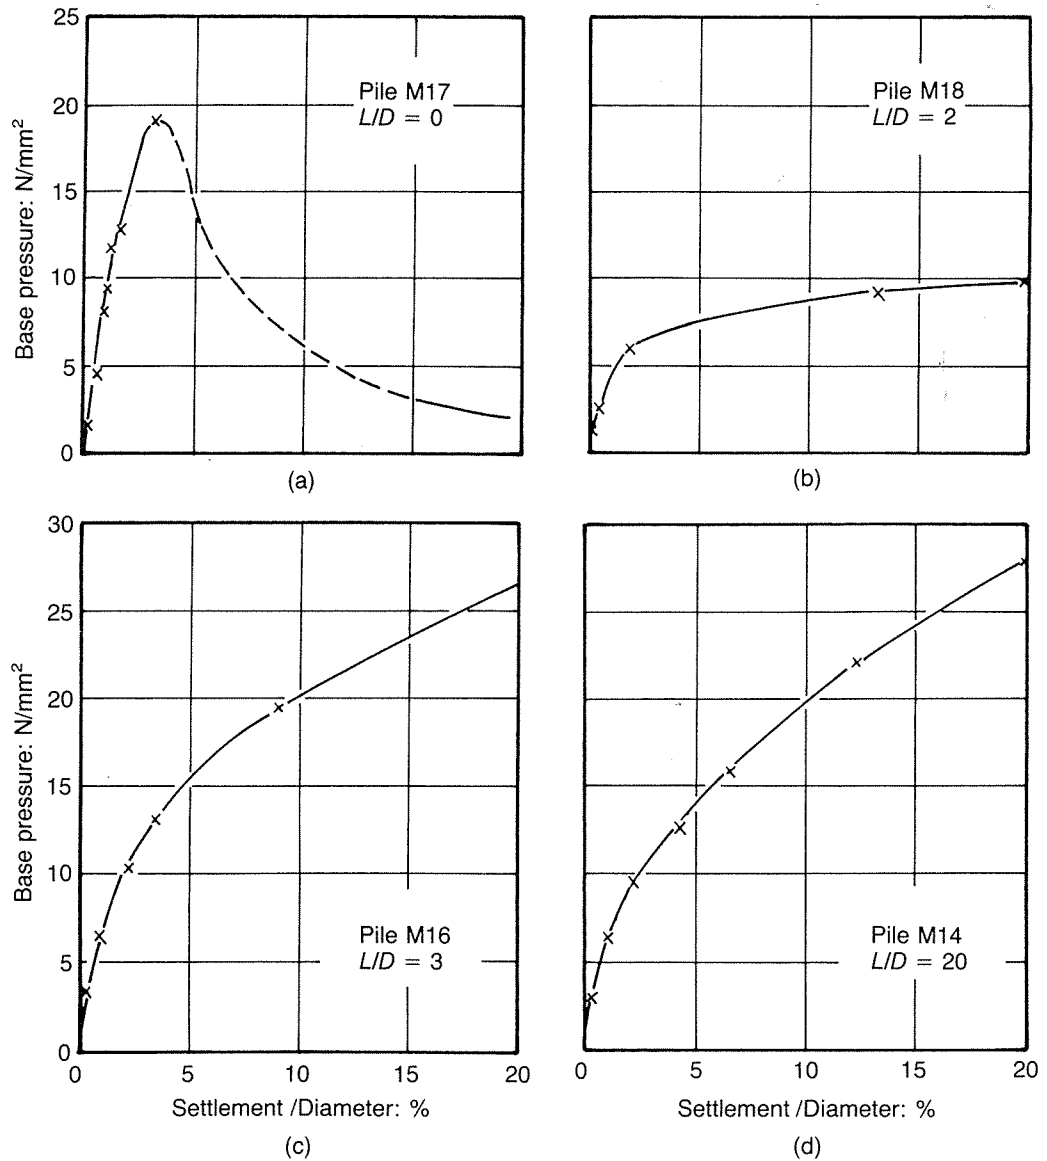 25
20
15
10
5
0
Base pressure: N/mm²
Pile M17
L/D = 0
(a)
Pile M18
L/D = 2
(b)
30
25
20
15
10
5
0
Base pressure: N/mm²
Pile M16
L/D = 3
0 5 10 15 20
Settlement /Diameter: %
(c)
Pile M14
L/D = 20
0 5 10 15 20
Settlement /Diameter: %
(d)